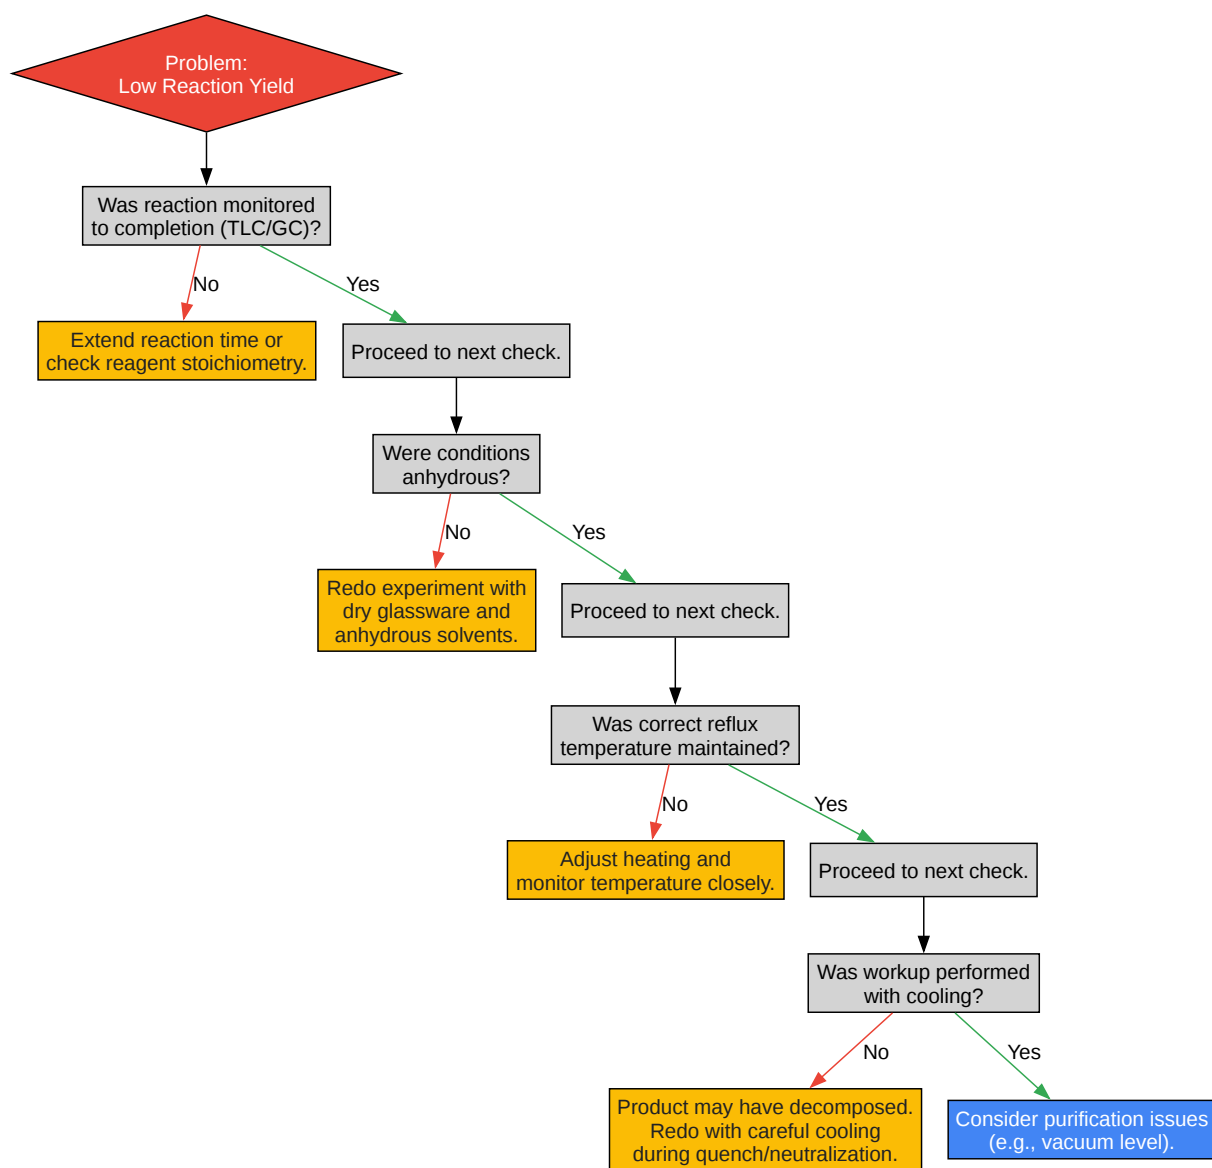 Problem:
Low Reaction Yield
Was reaction monitored
to completion (TLC/GC)?
No
Yes
Extend reaction time or
check reagent stoichiometry.
Proceed to next check.
Were conditions
anhydrous?
No
Yes
Redo experiment with
dry glassware and
anhydrous solvents.
Proceed to next check.
Was correct reflux
temperature maintained?
No
Yes
Adjust heating and
monitor temperature closely.
Proceed to next check.
Was workup performed
with cooling?
No
Yes
Product may have decomposed.
Redo with careful cooling
during quench/neutralization.
Consider purification issues
(e.g., vacuum level).